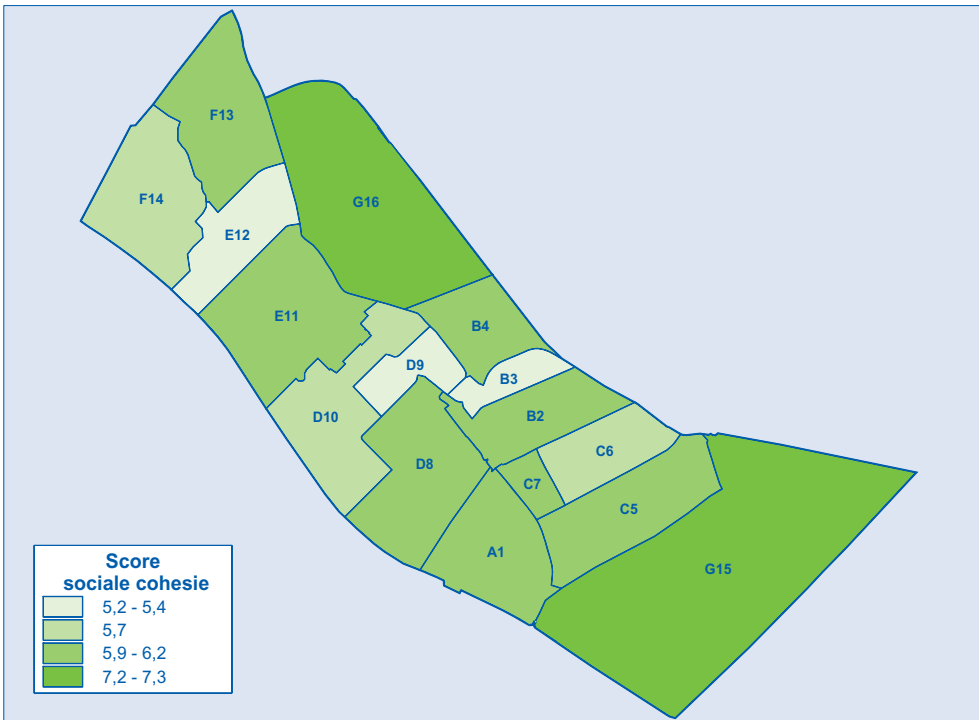 F13
F14
G16
E12
E11
B4
D9
B3
D10
B2
C6
D8
C7
C5
A1
G15
Score
sociale cohesie
5,2 - 5,4
5,7
5,9 - 6,2
7,2 - 7,3